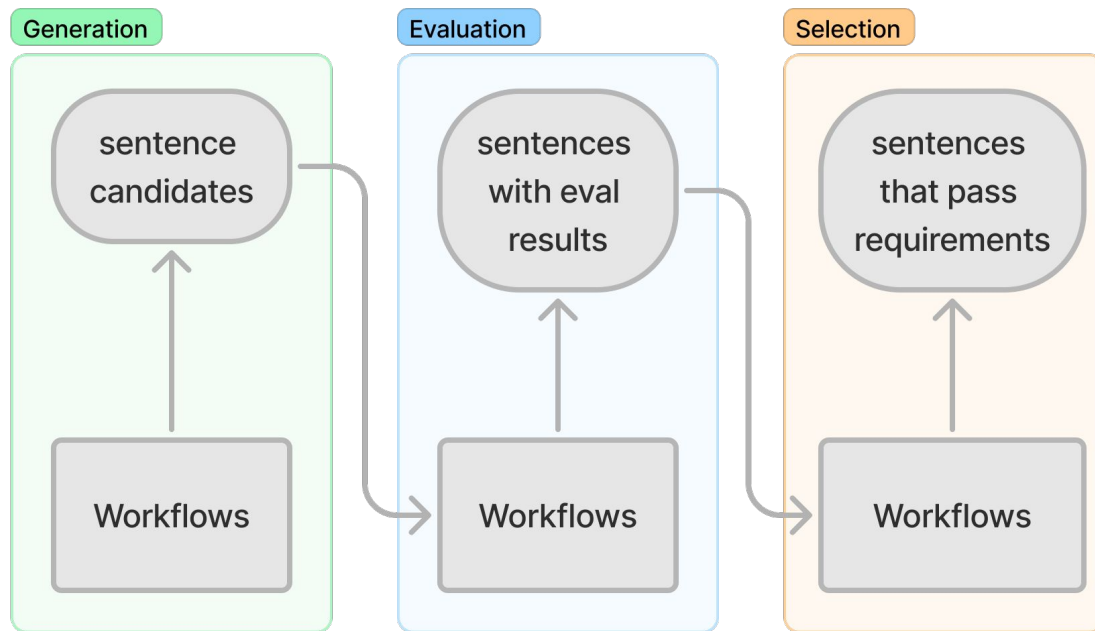 Generation
sentence
candidates
Workflows
Evaluation
sentences
with eval
results
Workflows
Selection
sentences
that pass
requirements
Workflows